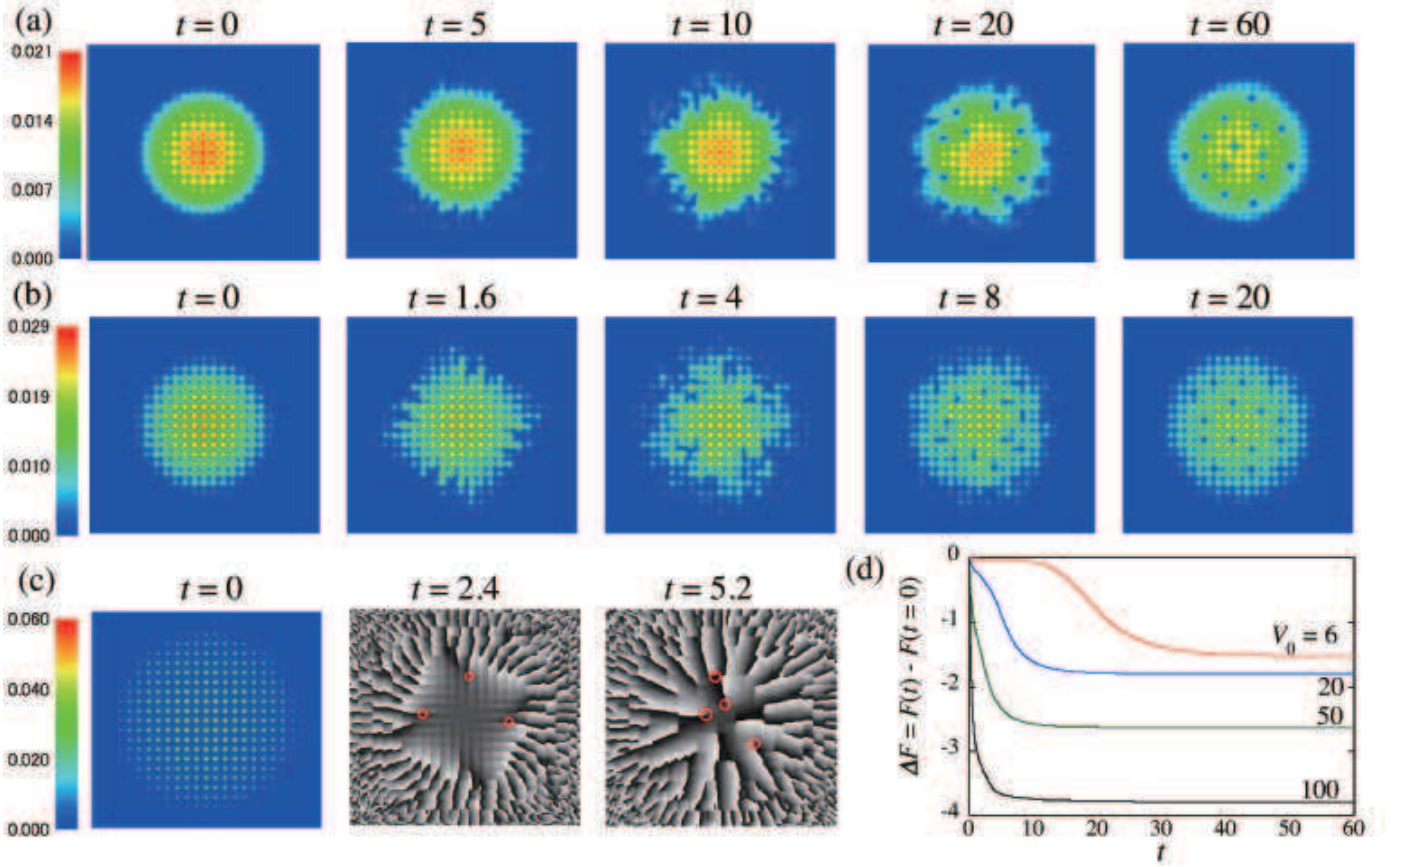 (a) t = 0 t = 5 t = 10 t = 20 t = 60
0.021
0.014
0.007
0.000
(b) t = 0 t = 1.6 t = 4 t = 8 t = 20
0.029
0.019
0.010
0.000
(c) t = 0 t = 2.4 t = 5.2
0.060
0.040
0.020
0.000
(d)
ΔF = F(t) - F(t = 0)
0
-1
-2
-3
-4
V₀ = 6
20
50
100
0 10 20 30 40 50 60
t